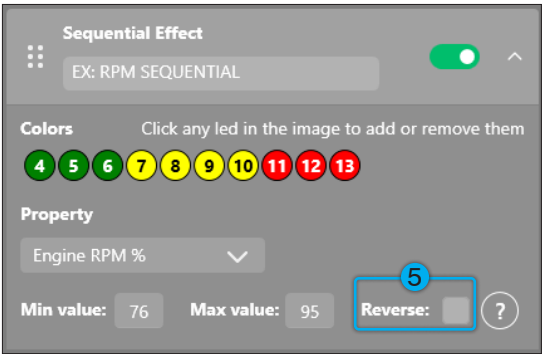 Sequential Effect
EX: RPM SEQUENTIAL
Colors Click any led in the image to add or remove them
4 5 6 7 8 9 10 11 12 13
Property
Engine RPM %
5
Min value: 76 Max value: 95 Reverse: ?